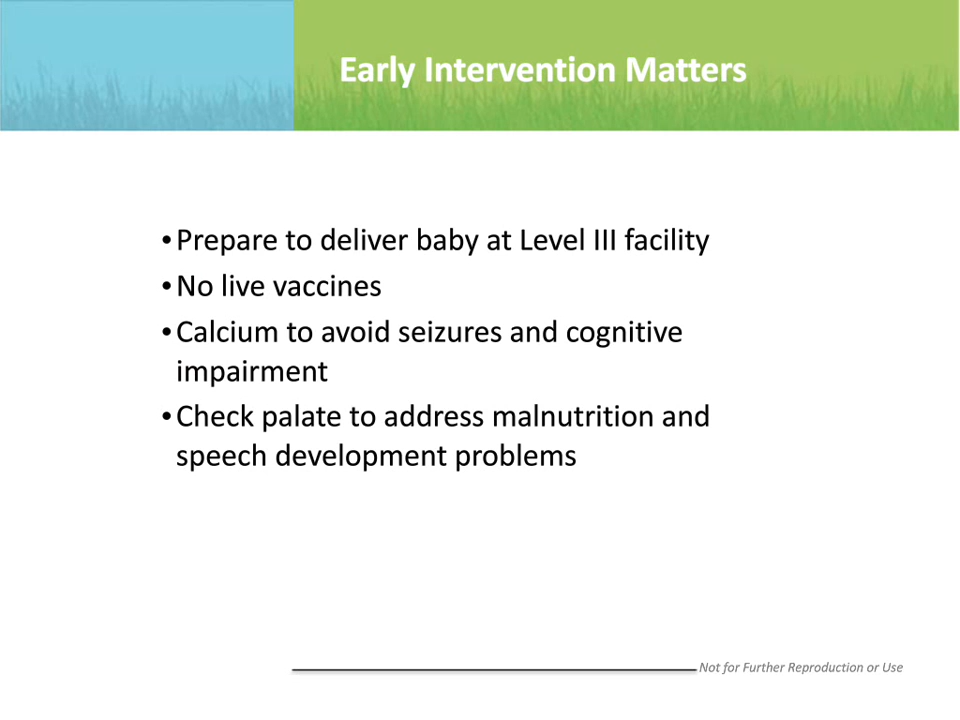 Early Intervention Matters
•Prepare to deliver baby at Level III facility
•No live vaccines
•Calcium to avoid seizures and cognitive
impairment
•Check palate to address malnutrition and
speech development problems
Not for Further Reproduction or Use